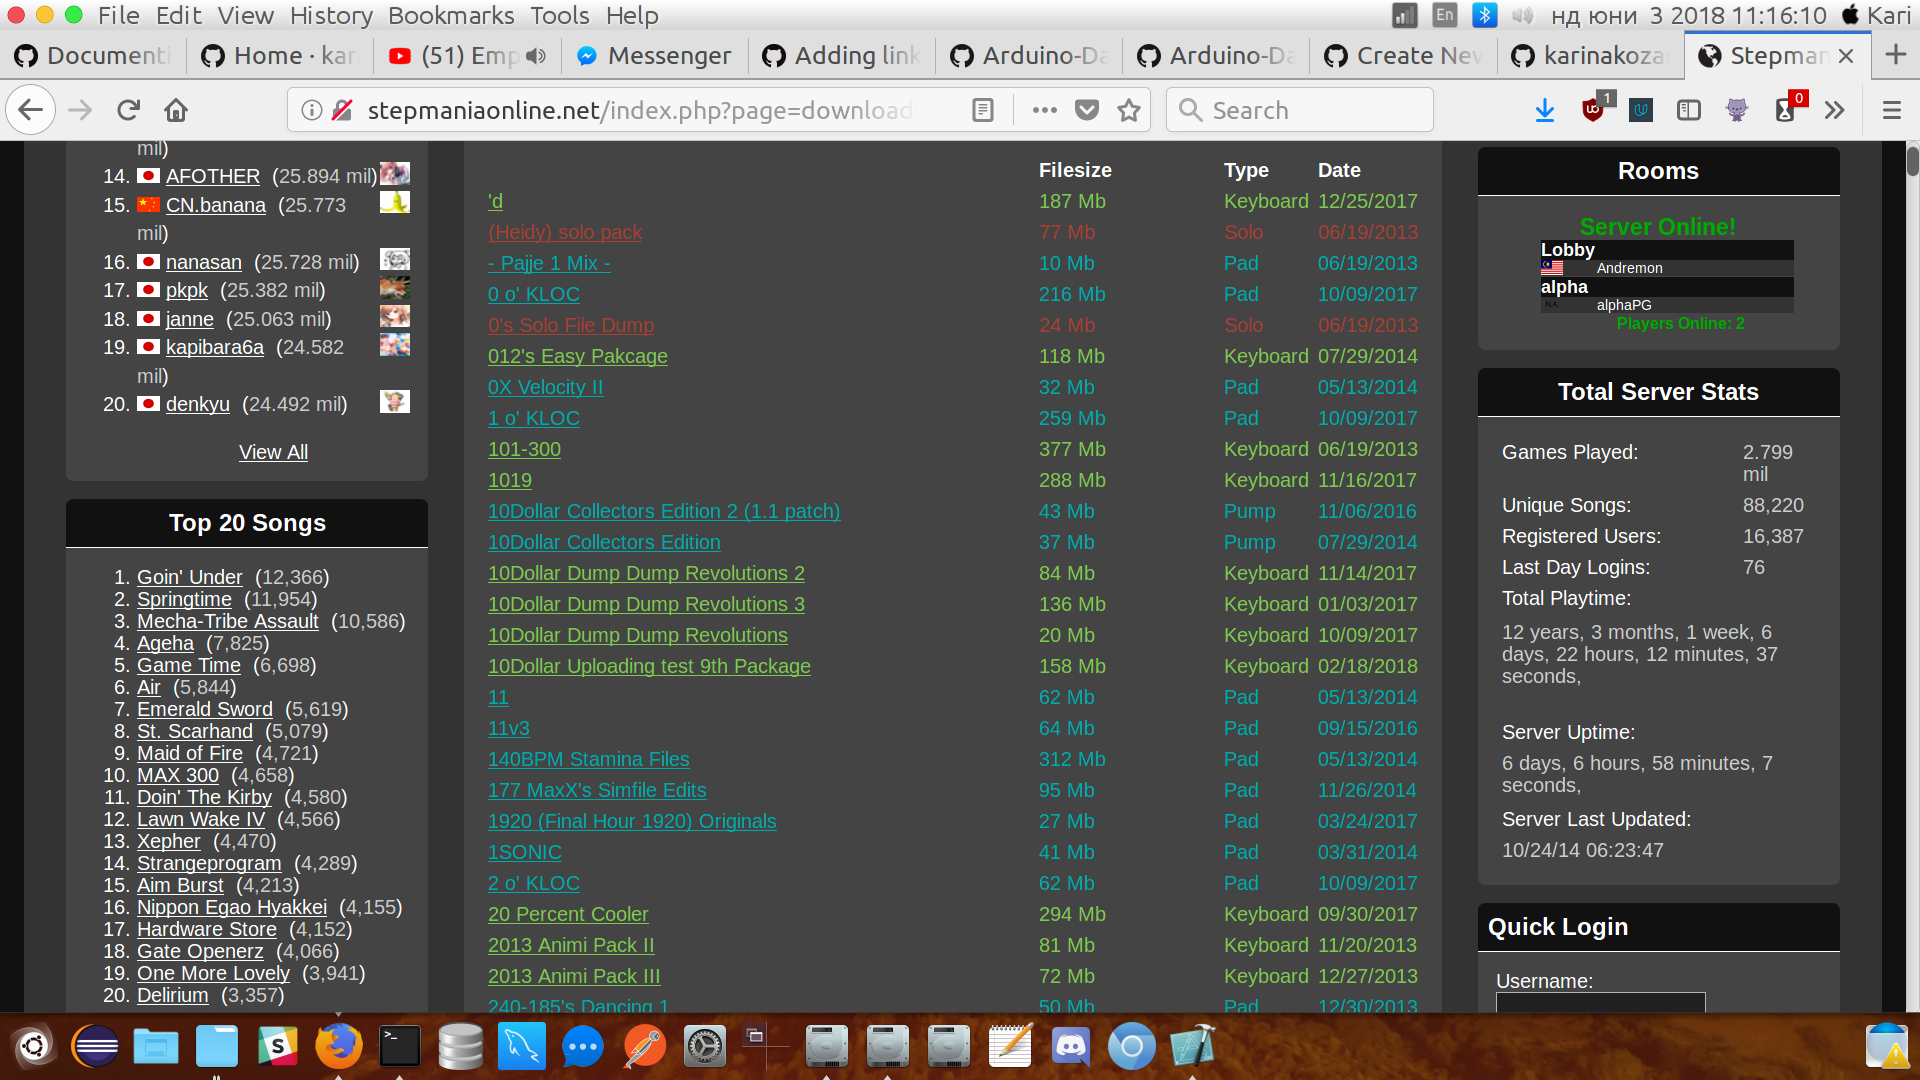 File Edit View History Bookmarks Tools Help
En
нд юни 3 2018 11:16:10
Kari
Documenti
Home · kar
(51) Emp
Messenger
Adding link
Arduino-Da
Arduino-Da
Create New
karinakoza
Stepman
stepmaniaonline.net/index.php?page=downloads
Search
1
0
mil)
14. AFOTHER (25.894 mil)
15. CN.banana (25.773
mil)
16. nanasan (25.728 mil)
17. pkpk (25.382 mil)
18. janne (25.063 mil)
19. kapibara6a (24.582
mil)
20. denkyu (24.492 mil)
View All
Top 20 Songs
1. Goin' Under (12,366)
2. Springtime (11,954)
3. Mecha-Tribe Assault (10,586)
4. Ageha (7,825)
5. Game Time (6,698)
6. Air (5,844)
7. Emerald Sword (5,619)
8. St. Scarhand (5,079)
9. Maid of Fire (4,721)
10. MAX 300 (4,658)
11. Doin' The Kirby (4,580)
12. Lawn Wake IV (4,566)
13. Xepher (4,470)
14. Strangeprogram (4,289)
15. Aim Burst (4,213)
16. Nippon Egao Hyakkei (4,155)
17. Hardware Store (4,152)
18. Gate Openerz (4,066)
19. One More Lovely (3,941)
20. Delirium (3,357)
Filesize Type Date
'd 187 Mb Keyboard 12/25/2017
(Heidy) solo pack 77 Mb Solo 06/19/2013
- Pajje 1 Mix - 10 Mb Pad 06/19/2013
0 o' KLOC 216 Mb Pad 10/09/2017
0's Solo File Dump 24 Mb Solo 06/19/2013
012's Easy Pakcage 118 Mb Keyboard 07/29/2014
0X Velocity II 32 Mb Pad 05/13/2014
1 o' KLOC 259 Mb Pad 10/09/2017
101-300 377 Mb Keyboard 06/19/2013
1019 288 Mb Keyboard 11/16/2017
10Dollar Collectors Edition 2 (1.1 patch) 43 Mb Pump 11/06/2016
10Dollar Collectors Edition 37 Mb Pump 07/29/2014
10Dollar Dump Dump Revolutions 2 84 Mb Keyboard 11/14/2017
10Dollar Dump Dump Revolutions 3 136 Mb Keyboard 01/03/2017
10Dollar Dump Dump Revolutions 20 Mb Keyboard 10/09/2017
10Dollar Uploading test 9th Package 158 Mb Keyboard 02/18/2018
11 62 Mb Pad 05/13/2014
11v3 64 Mb Pad 09/15/2016
140BPM Stamina Files 312 Mb Pad 05/13/2014
177 MaxX's Simfile Edits 95 Mb Pad 11/26/2014
1920 (Final Hour 1920) Originals 27 Mb Pad 03/24/2017
1SONIC 41 Mb Pad 03/31/2014
2 o' KLOC 62 Mb Pad 10/09/2017
20 Percent Cooler 294 Mb Keyboard 09/30/2017
2013 Animi Pack II 81 Mb Keyboard 11/20/2013
2013 Animi Pack III 72 Mb Keyboard 12/27/2013
240-185's Dancing 1 50 Mb Pad 12/30/2013
Rooms
Server Online!
Lobby
Andremon
alpha
N.A. alphaPG
Players Online: 2
Total Server Stats
Games Played: 2.799
mil
Unique Songs: 88,220
Registered Users: 16,387
Last Day Logins: 76
Total Playtime:
12 years, 3 months, 1 week, 6
days, 22 hours, 12 minutes, 37
seconds,
Server Uptime:
6 days, 6 hours, 58 minutes, 7
seconds,
Server Last Updated:
10/24/14 06:23:47
Quick Login
Username: